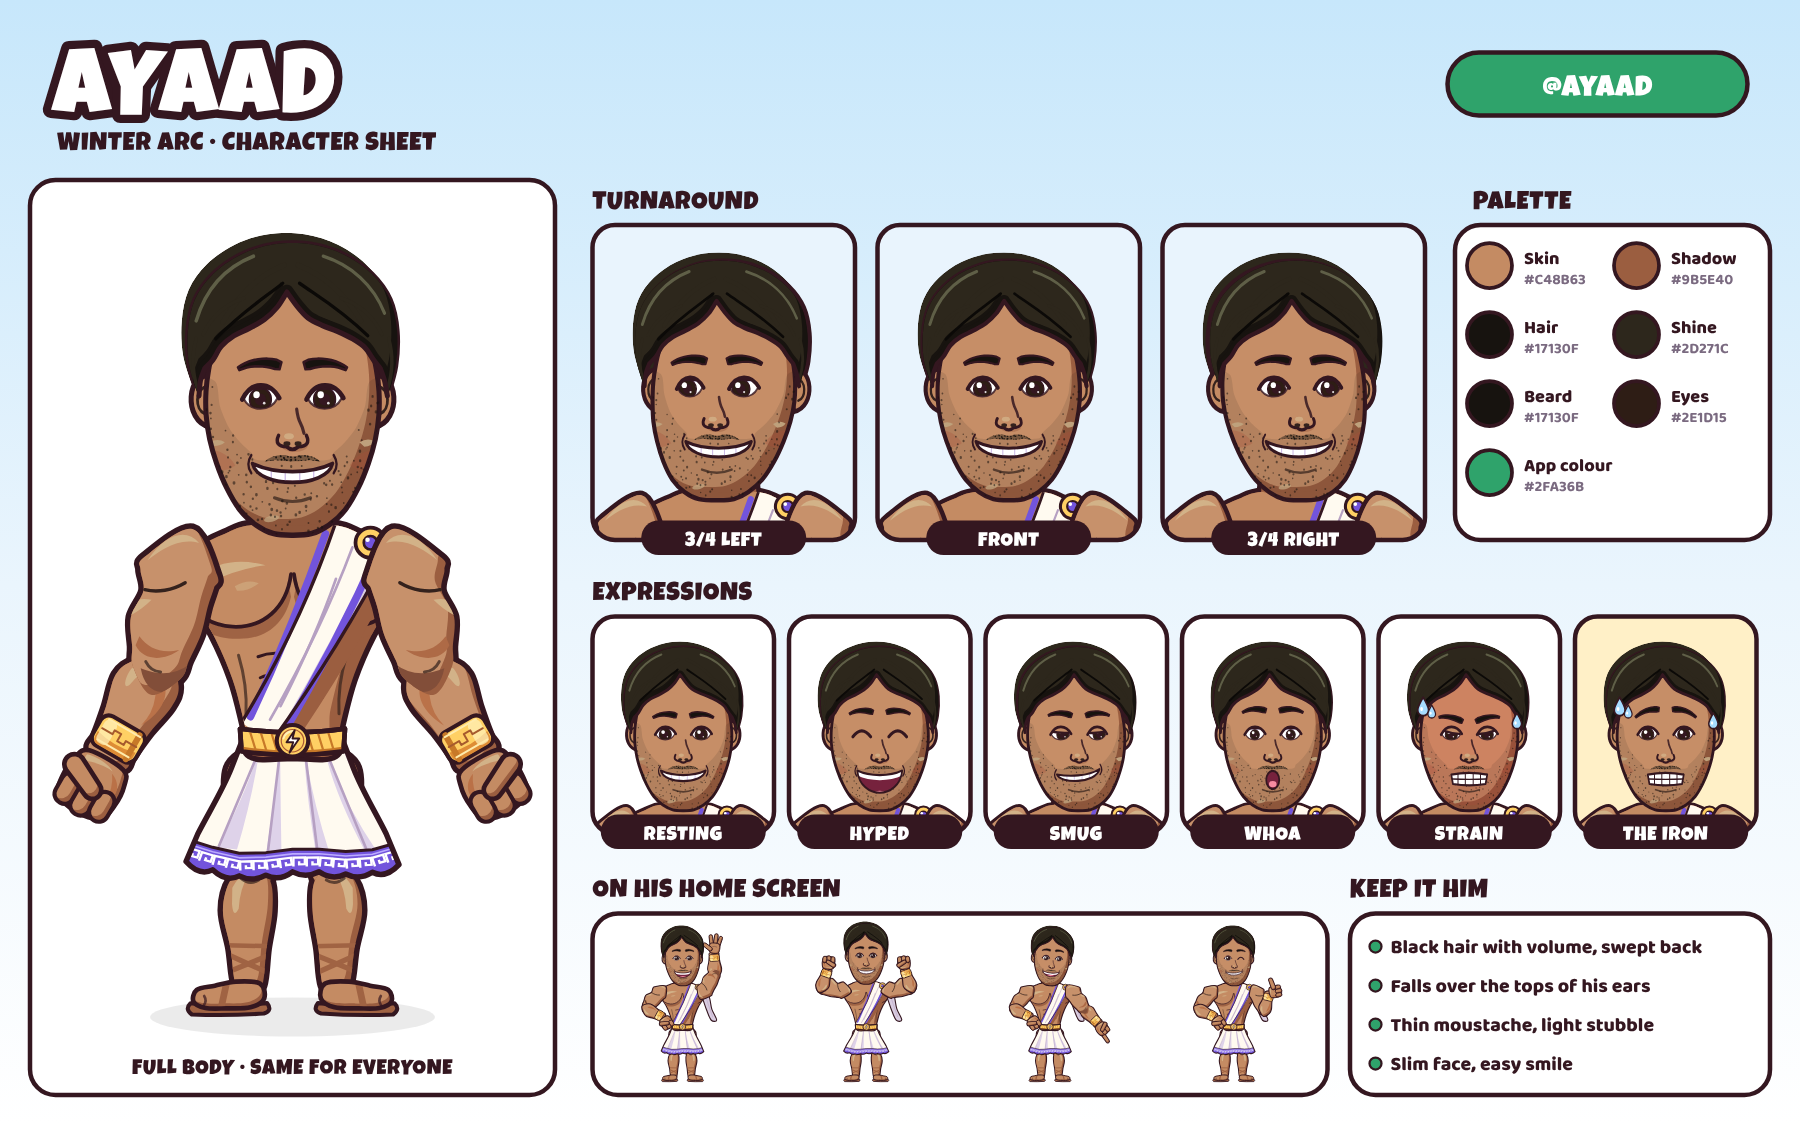 AYAAD
WINTER ARC · CHARACTER SHEET
@AYAAD
FULL BODY · SAME FOR EVERYONE
TURNAROUND
3/4 LEFT
FRONT
3/4 RIGHT
PALETTE
Skin
#C48B63
Shadow
#9B5E40
Hair
#17130F
Shine
#2D271C
Beard
#17130F
Eyes
#2E1D15
App colour
#2FA36B
EXPRESSIONS
RESTING
HYPED
SMUG
WHOA
STRAIN
THE IRON
ON HIS HOME SCREEN
KEEP IT HIM
Black hair with volume, swept back
Falls over the tops of his ears
Thin moustache, light stubble
Slim face, easy smile